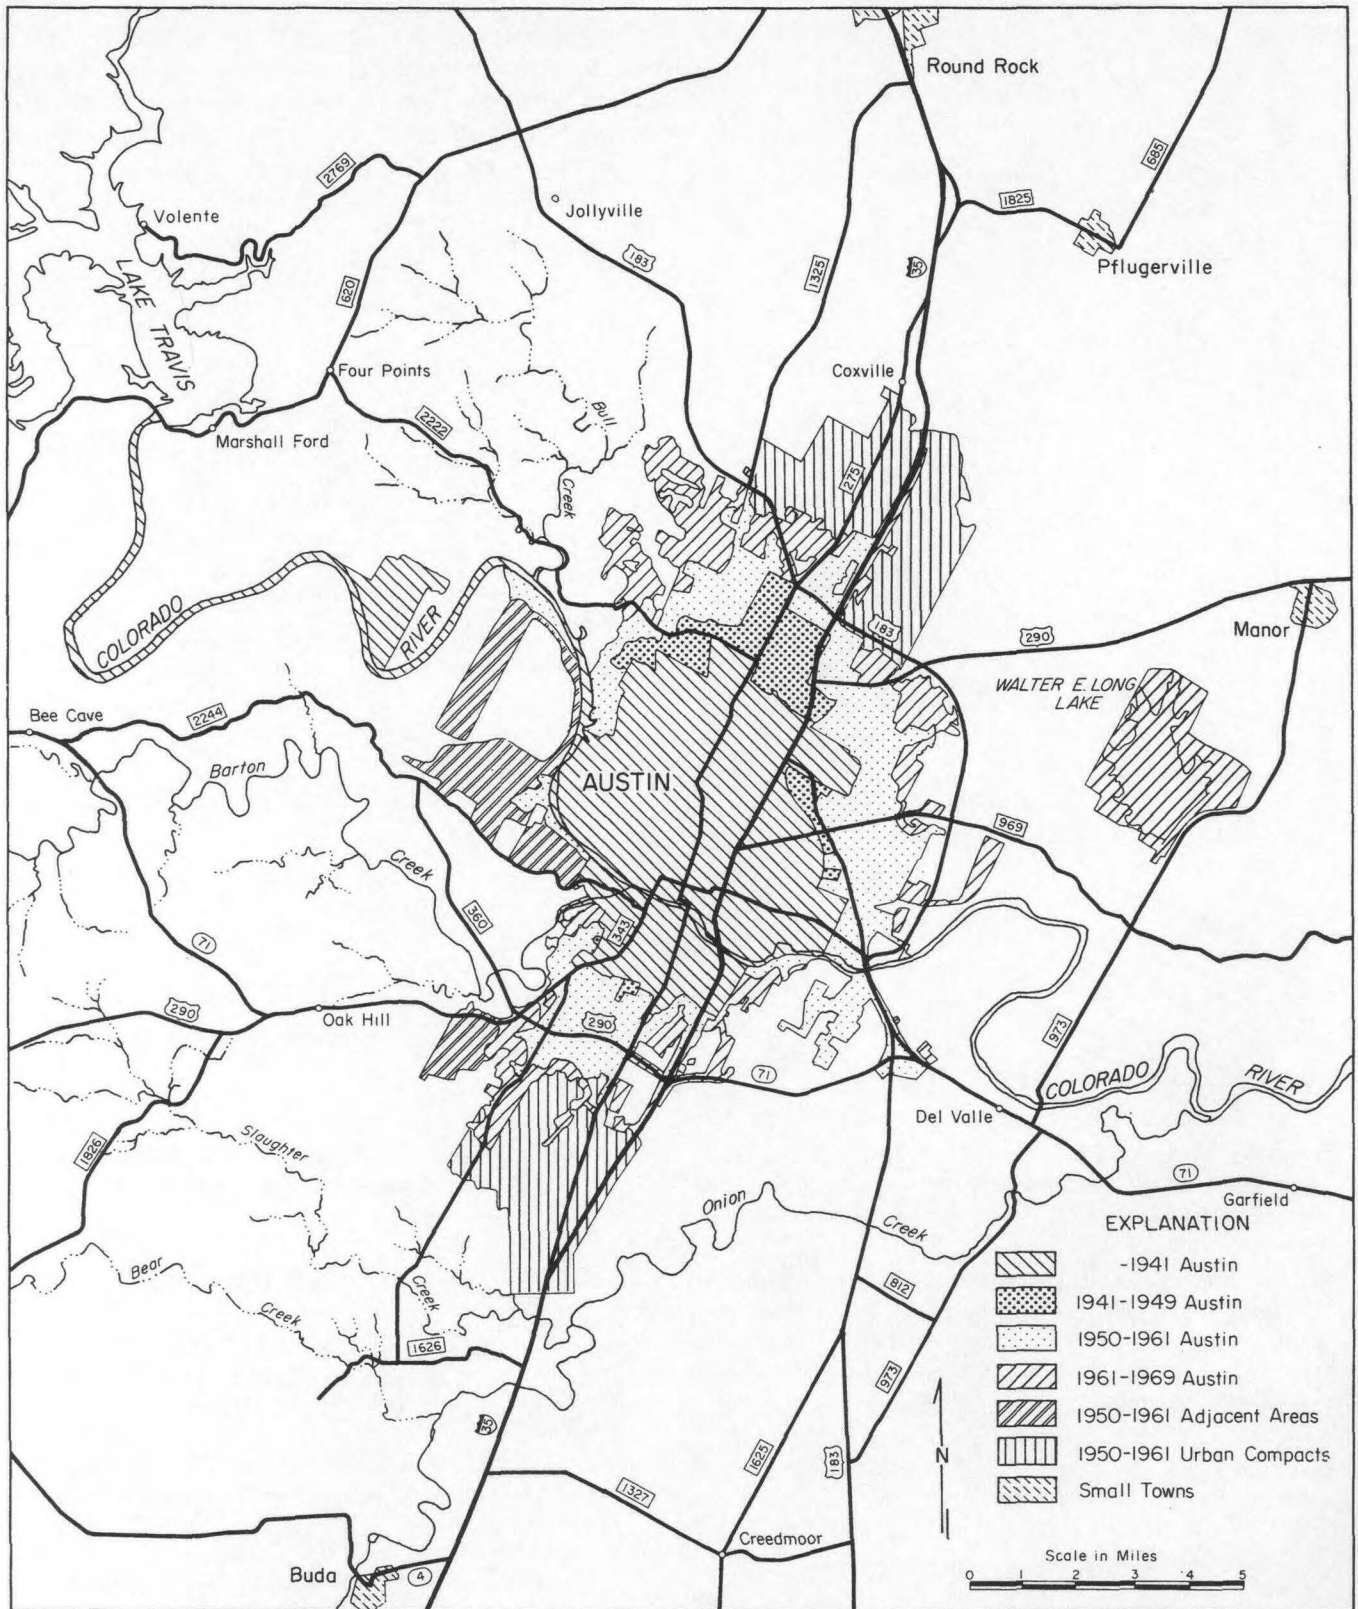 Round Rock
685
2769
1825
Volente
Jollyville
183
1325
35
Pflugerville
LAKE TRAVIS
620
Four Points
Coxville
Bull
Creek
2222
Marshall Ford
275
COLORADO
RIVER
183
290
Manor
WALTER E. LONG
LAKE
Bee Cave
2244
Barton
Creek
AUSTIN
969
360
343
71
290
Oak Hill
290
973
71
COLORADO
RIVER
Del Valle
1826
Slaughter
Creek
71
Garfield
Onion
Creek
Bear
Creek
812
1626
973
35
1625
183
1327
Creedmoor
Buda
4
EXPLANATION
-1941 Austin
1941-1949 Austin
1950-1961 Austin
1961-1969 Austin
1950-1961 Adjacent Areas
1950-1961 Urban Compacts
Small Towns
N
Scale in Miles
0 1 2 3 4 5